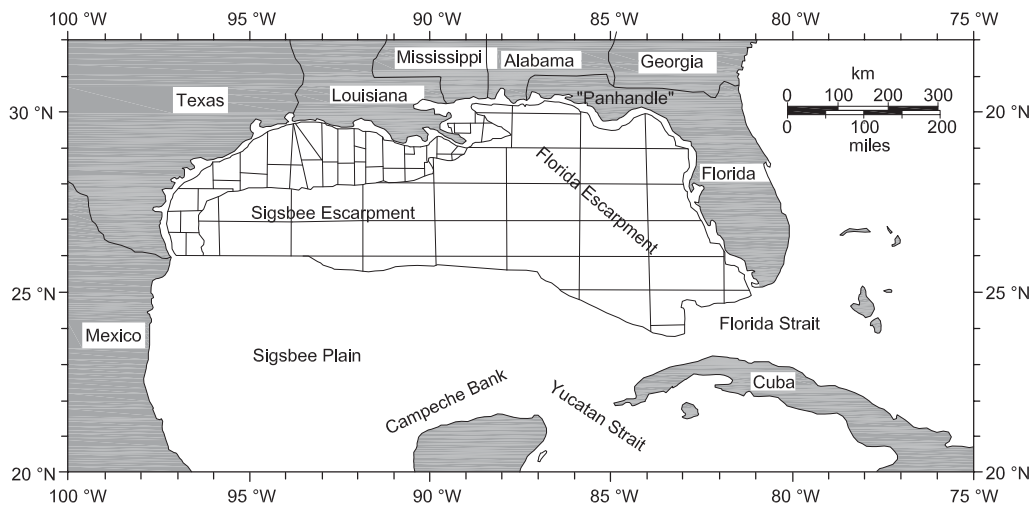 100 °W 95 °W 90 °W 85 °W 80 °W 75 °W
Mississippi Alabama Georgia
Texas Louisiana "Panhandle"
km
0 100 200 300
0 100 200
miles
30 °N 20 °N
Florida
Florida Escarpment
Sigsbee Escarpment
25 °N 25 °N
Mexico
Florida Strait
Sigsbee Plain
Campeche Bank
Yucatan Strait
Cuba
20 °N 20 °N
100 °W 95 °W 90 °W 85 °W 80 °W 75 °W